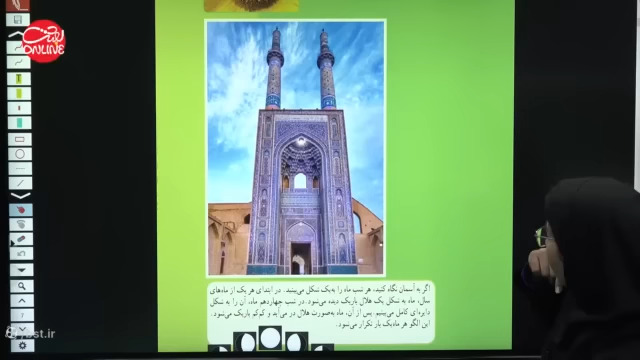 لیته
ONLINE
اگر به آسمان نگاه کنید، هر شب ماه را به یک شکل می‌بینید. در ابتدای هر یک از ماه‌های
سال، ماه به شکل یک هلال باریک دیده می‌شود. در شب چهاردهم ماه، آن را به شکل
دایره‌ای کامل می‌بینیم. پس از آن، ماه به‌صورت هلال در می‌آید و کم‌کم باریک می‌شود.
این الگو هر ماه یک بار تکرار می‌شود.